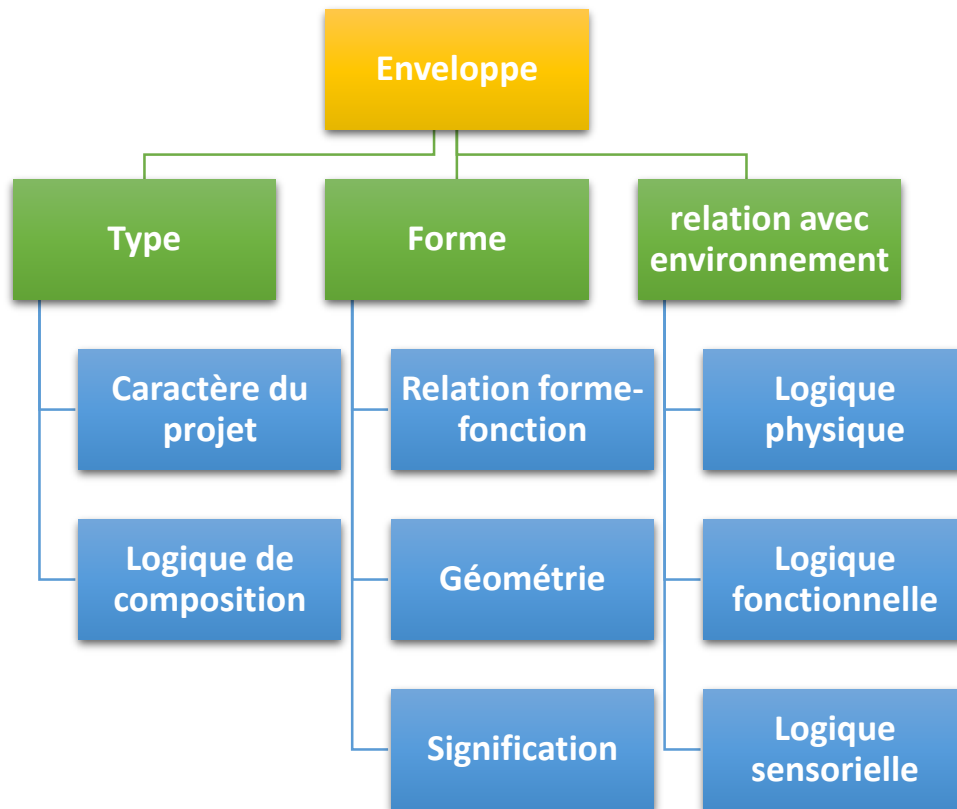 Enveloppe
Type
Forme
relation avec
environnement
Caractère du
projet
Relation forme-
fonction
Logique
physique
Logique de
composition
Géométrie
Logique
fonctionnelle
Signification
Logique
sensorielle